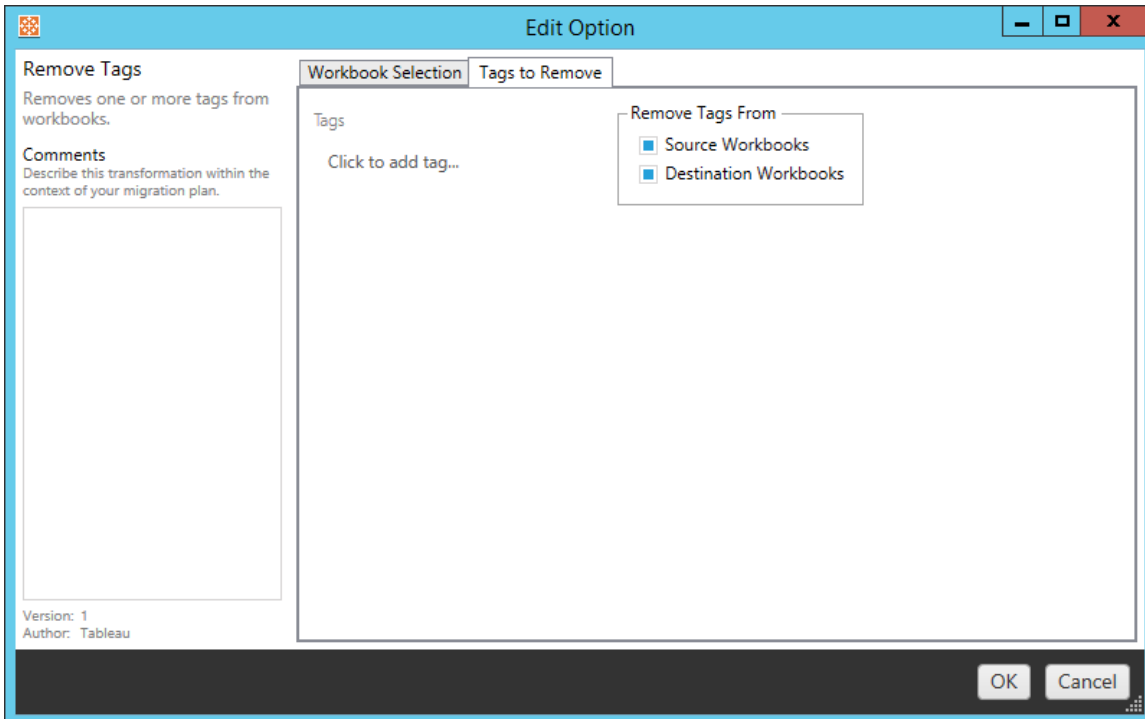 Edit Option
Remove Tags
Removes one or more tags from
workbooks.
Comments
Describe this transformation within the
context of your migration plan.
Version: 1
Author: Tableau
Workbook Selection
Tags to Remove
Tags
Click to add tag...
Remove Tags From
Source Workbooks
Destination Workbooks
OK
Cancel